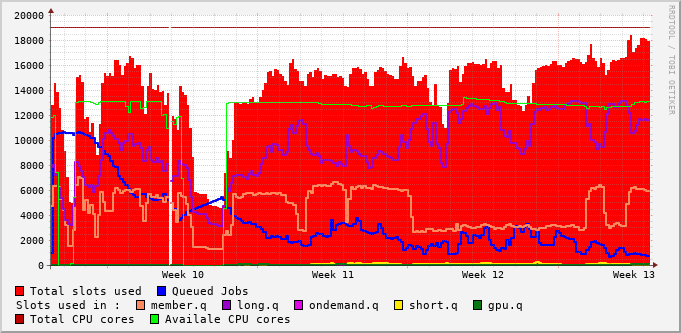 20000
18000
16000
14000
12000
10000
8000
6000
4000
2000
0
Week 10 Week 11 Week 12 Week 13
Total slots used Queued Jobs
Slots used in : member.q long.q ondemand.q short.q gpu.q
Total CPU cores Availale CPU cores
RRDTOOL / TOBI OETIKER